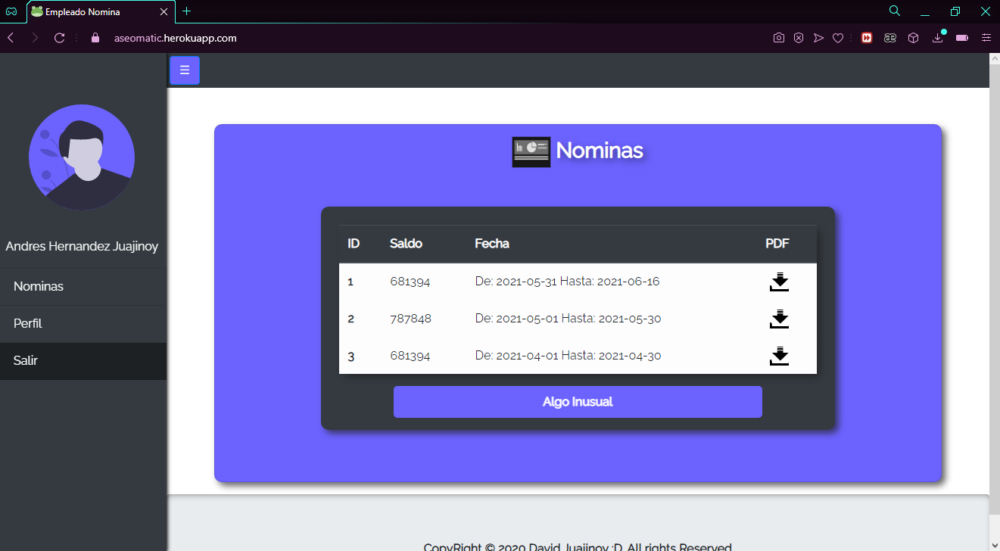 Empleado Nomina
aseomatic.herokuapp.com
Nominas
Andres Hernandez Juajinoy
Nominas
Perfil
Salir
ID Saldo Fecha PDF
1 681394 De: 2021-05-31 Hasta: 2021-06-16
2 787848 De: 2021-05-01 Hasta: 2021-05-30
3 681394 De: 2021-04-01 Hasta: 2021-04-30
Algo Inusual
CopyRight © 2020 David Juajinoy :D. All rights Reserved